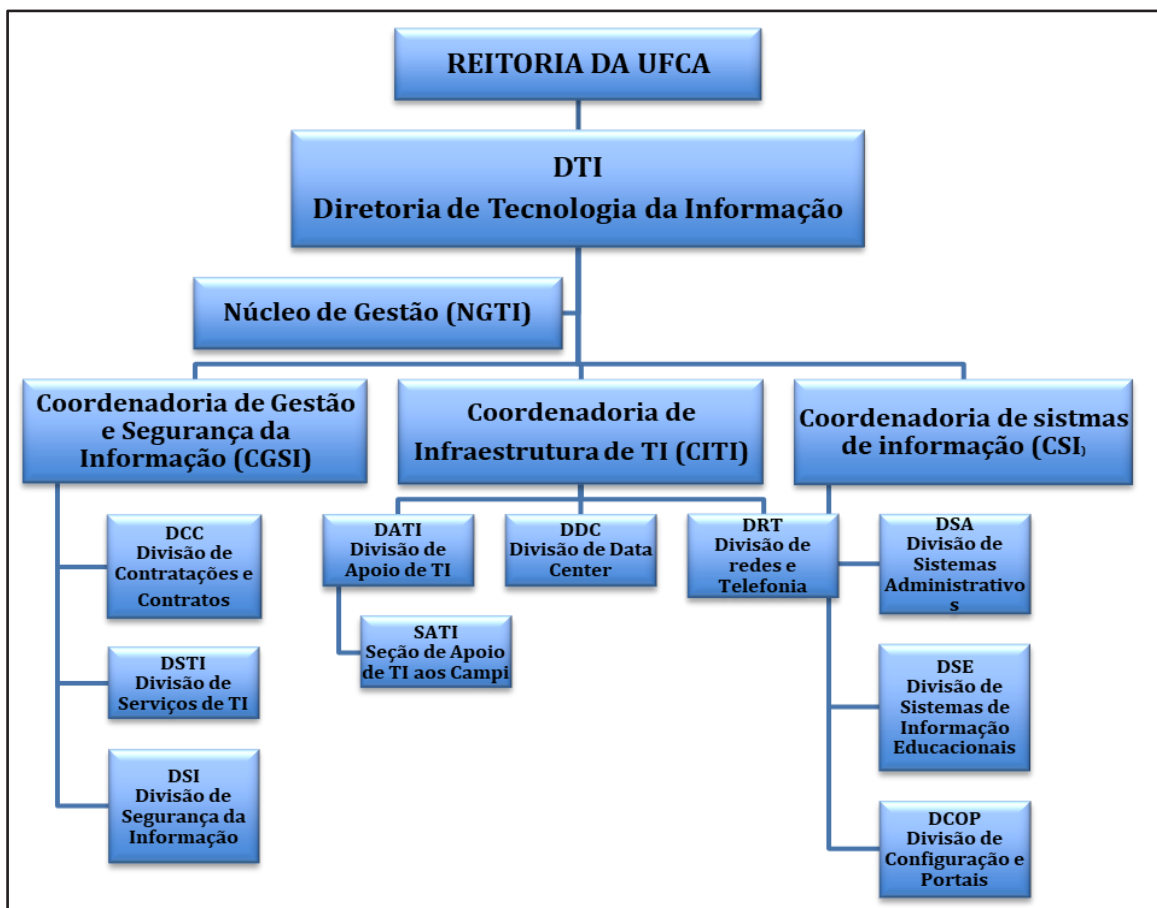 REITORIA DA UFCA
DTI
Diretoria de Tecnologia da Informação
Núcleo de Gestão (NGTI)
Coordenadoria de Gestão
e Segurança da
Informação (CGSI)
Coordenadoria de
Infraestrutura de TI (CITI)
Coordenadoria de sistmas
de informação (CSI)
DCC
Divisão de
Contratações e
Contratos
DSTI
Divisão de
Serviços de TI
DSI
Divisão de
Segurança da
Informação
DATI
Divisão de
Apoio de TI
SATI
Seção de Apoio
de TI aos Campi
DDC
Divisão de Data
Center
DRT
Divisão de
redes e
Telefonia
DSA
Divisão de
Sistemas
Administrativo
s
DSE
Divisão de
Sistemas de
Informação
Educacionais
DCOP
Divisão de
Configuração e
Portais